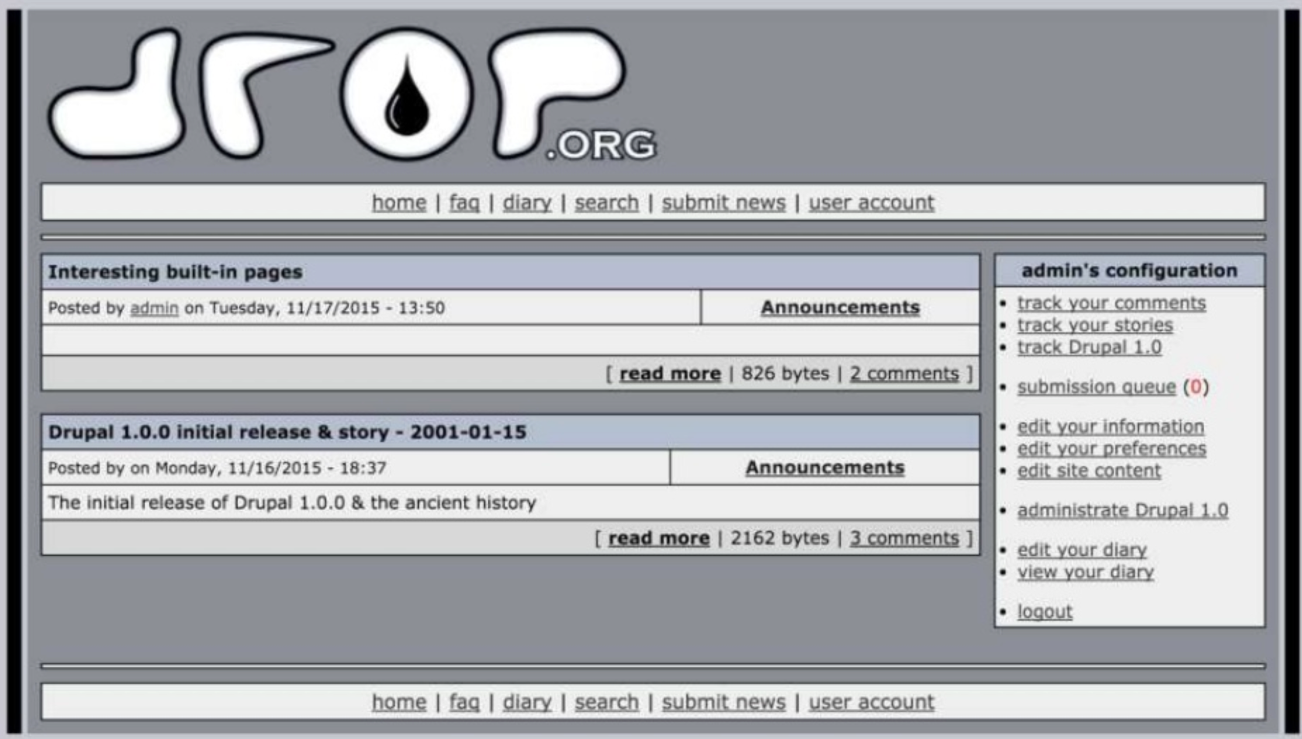 drop.ORG
home | faq | diary | search | submit news | user account
Interesting built-in pages
Posted by admin on Tuesday, 11/17/2015 - 13:50
Announcements
[ read more | 826 bytes | 2 comments ]
Drupal 1.0.0 initial release & story - 2001-01-15
Posted by on Monday, 11/16/2015 - 18:37
Announcements
The initial release of Drupal 1.0.0 & the ancient history
[ read more | 2162 bytes | 3 comments ]
admin's configuration
• track your comments
• track your stories
• track Drupal 1.0
• submission queue (0)
• edit your information
• edit your preferences
• edit site content
• administrate Drupal 1.0
• edit your diary
• view your diary
• logout
home | faq | diary | search | submit news | user account